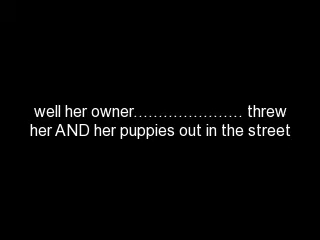 well her owner...................... threw
her AND her puppies out in the street